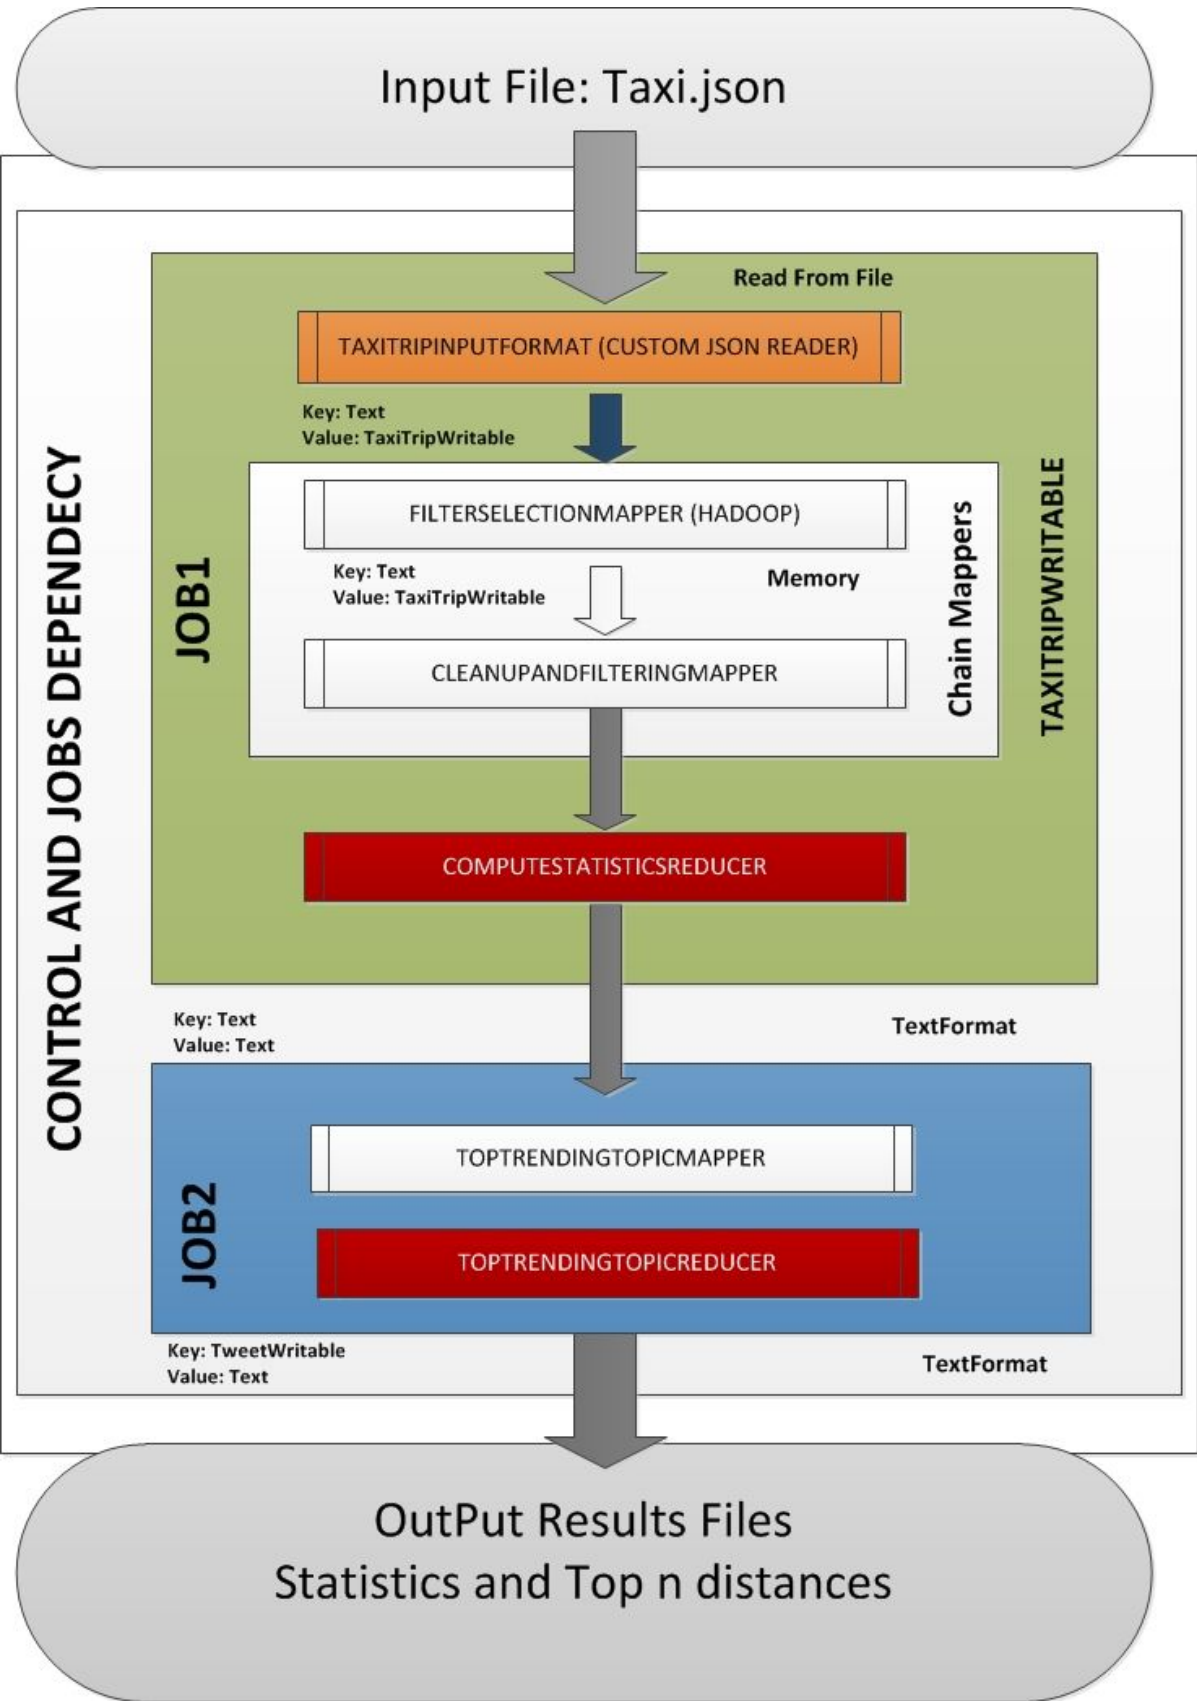 Input File: Taxi.json
Read From File
TAXITRIPINPUTFORMAT (CUSTOM JSON READER)
Key: Text
Value: TaxiTripWritable
FILTERSELECTIONMAPPER (HADOOP)
Key: Text
Value: TaxiTripWritable
Memory
CLEANUPANDFILTERINGMAPPER
Chain Mappers
TAXITRIPWRITABLE
JOB1
CONTROL AND JOBS DEPENDECY
COMPUTESTATISTICSREDUCER
Key: Text
Value: Text
TextFormat
TOPTRENDINGTOPICMAPPER
JOB2
TOPTRENDINGTOPICREDUCER
Key: TweetWritable
Value: Text
TextFormat
OutPut Results Files
Statistics and Top n distances